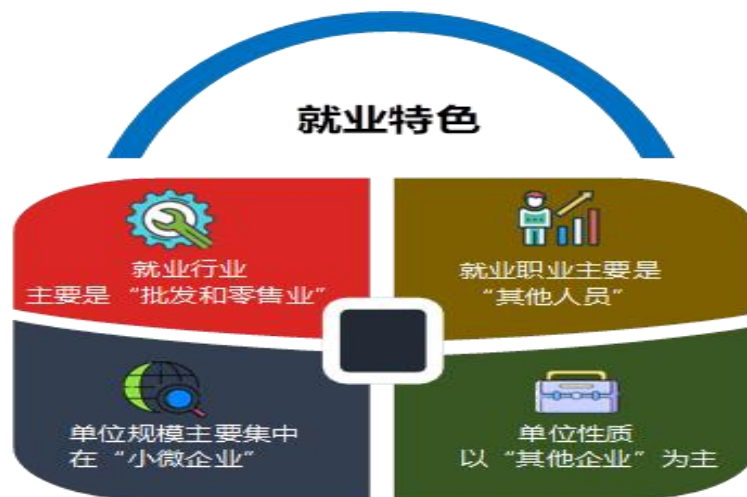 就业特色
就业行业
主要是“批发和零售业”
就业职业主要是
“其他人员”
单位规模主要集中
在“小微企业”
单位性质
以“其他企业”为主